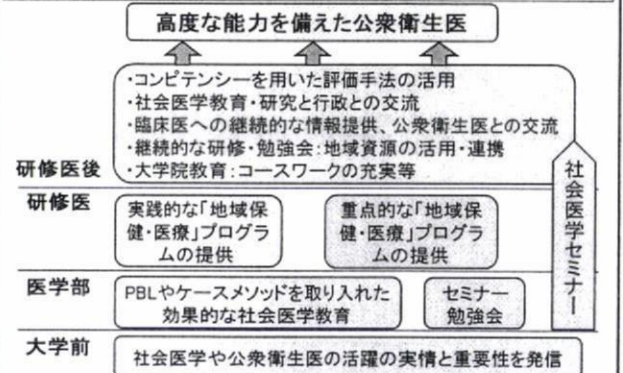 高度な能力を備えた公衆衛生医
・コンピテンシーを用いた評価手法の活用
・社会医学教育・研究と行政との交流
・臨床医への継続的な情報提供、公衆衛生医との交流
・継続的な研修・勉強会:地域資源の活用・連携
・大学院教育:コースワークの充実等
研修医後
社会医学セミナー
研修医
実践的な「地域保
健・医療」プログラ
ムの提供
重点的な「地域保
健・医療」プログラ
ムの提供
医学部
PBLやケースメソッドを取り入れた
効果的な社会医学教育
セミナー
勉強会
大学前
社会医学や公衆衛生医の活躍の実情と重要性を発信